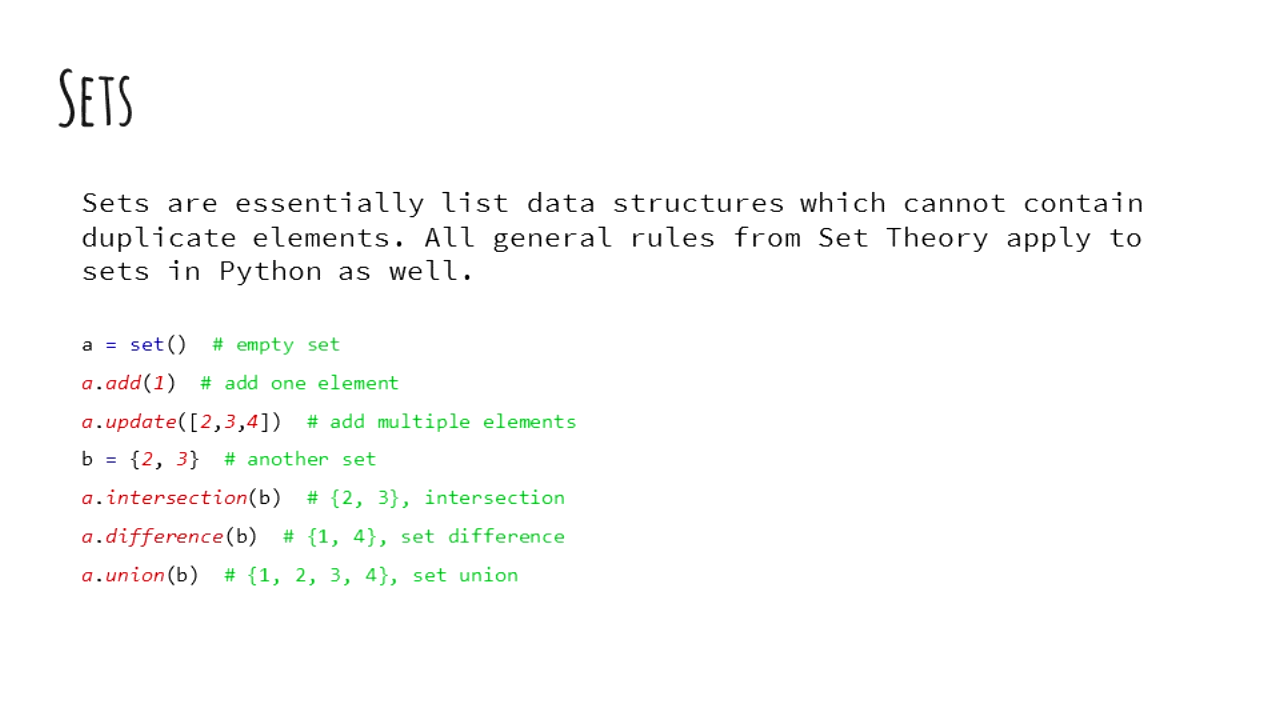 Sets
Sets are essentially list data structures which cannot contain
duplicate elements. All general rules from Set Theory apply to
sets in Python as well.
a = set()  # empty set
a.add(1)  # add one element
a.update([2,3,4])  # add multiple elements
b = {2, 3}  # another set
a.intersection(b)  # {2, 3}, intersection
a.difference(b)  # {1, 4}, set difference
a.union(b)  # {1, 2, 3, 4}, set union